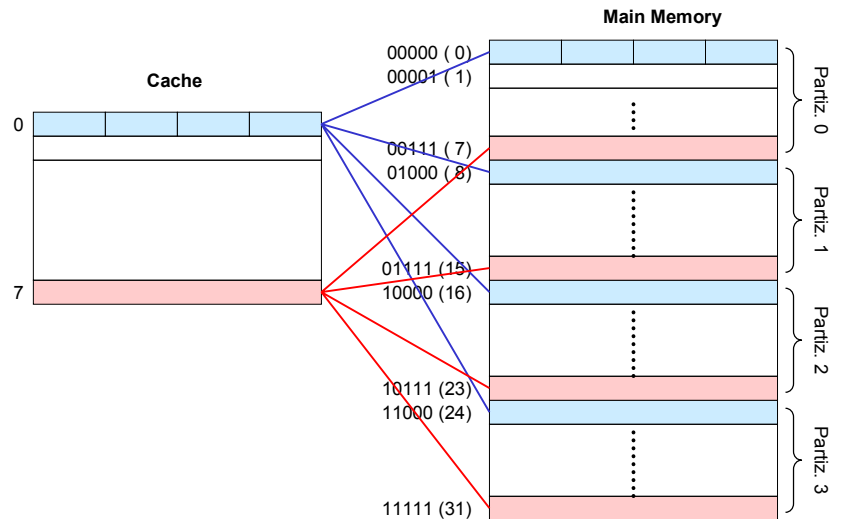 Main Memory
Cache
00000 ( 0)
00001 ( 1)
Partiz. 0
0
00111 ( 7)
01000 ( 8)
Partiz. 1
01111 (15)
7
10000 (16)
Partiz. 2
10111 (23)
11000 (24)
Partiz. 3
11111 (31)